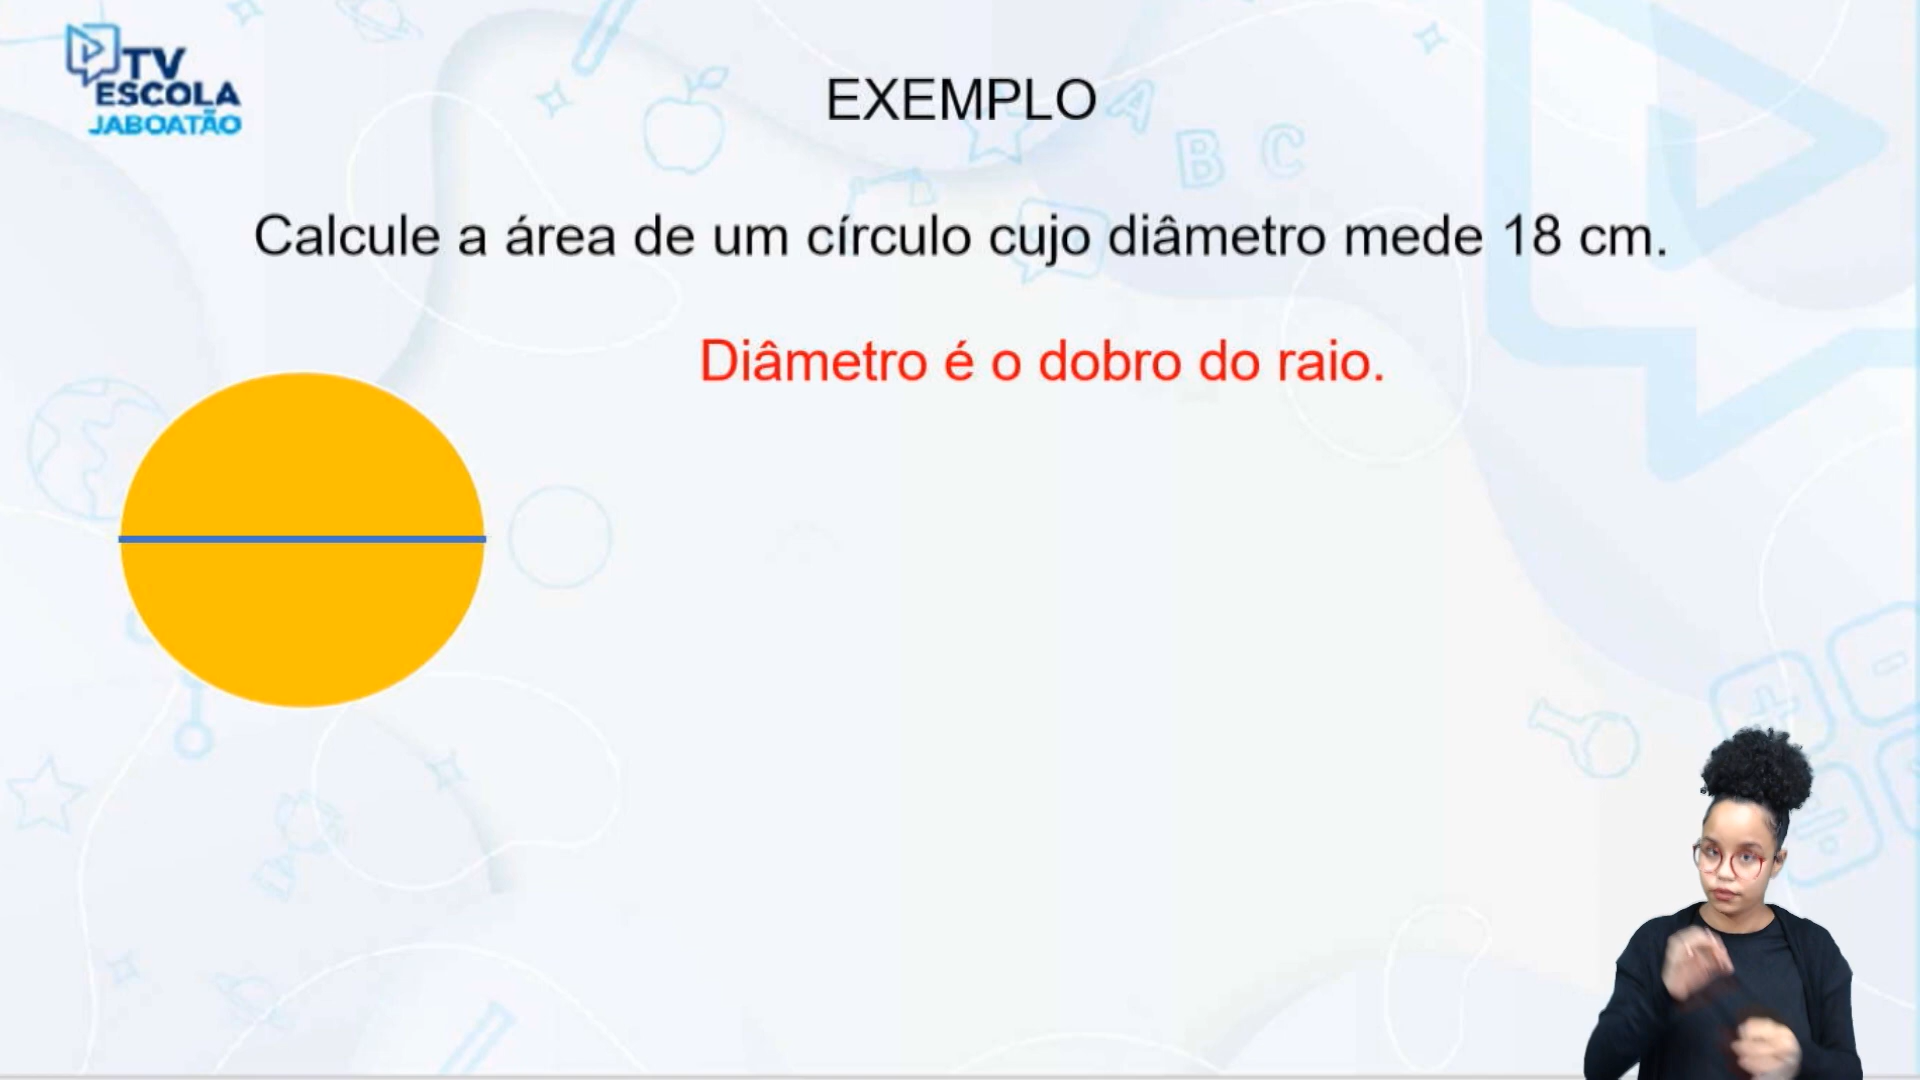 TV
ESCOLA
JABOATÃO
EXEMPLO
A
B C
Calcule a área de um círculo cujo diâmetro mede 18 cm.
Diâmetro é o dobro do raio.